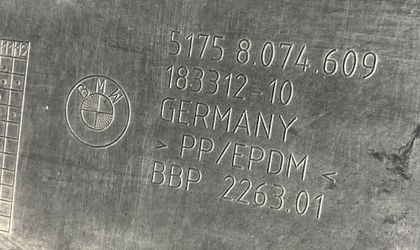 5175 8.074.609
183312-10
BMW
GERMANY
> PP/EPDM <
BBP 2263.01